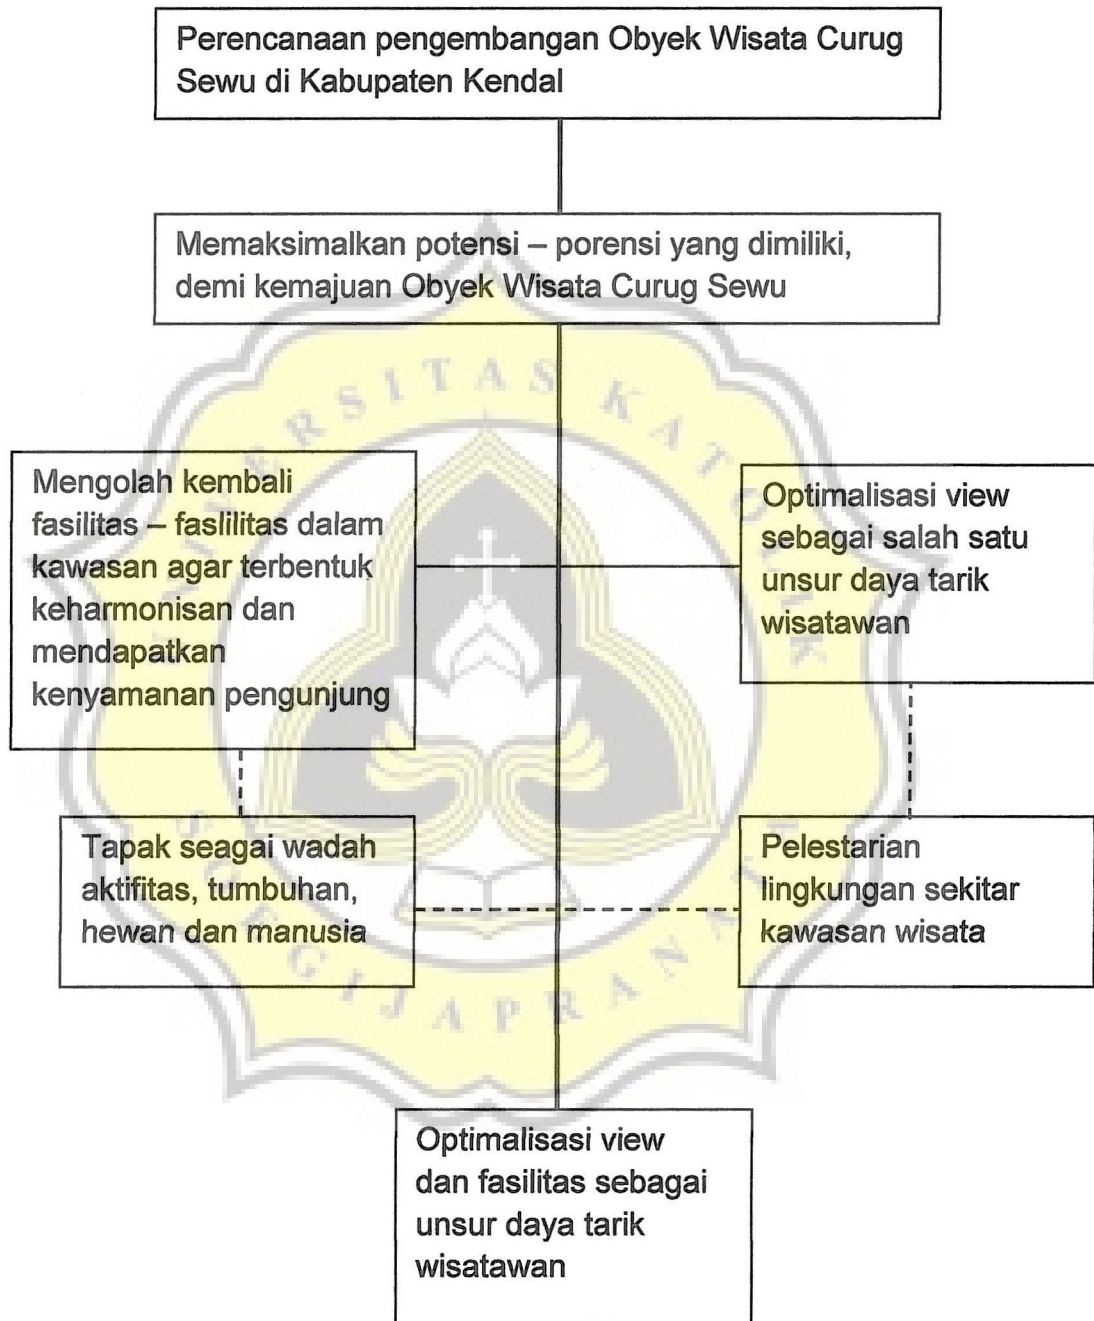 Perencanaan pengembangan Obyek Wisata Curug
Sewu di Kabupaten Kendal
Memaksimalkan potensi – porensi yang dimiliki,
demi kemajuan Obyek Wisata Curug Sewu
Mengolah kembali
fasilitas – faslilitas dalam
kawasan agar terbentuk
keharmonisan dan
mendapatkan
kenyamanan pengunjung
Optimalisasi view
sebagai salah satu
unsur daya tarik
wisatawan
Tapak seagai wadah
aktifitas, tumbuhan,
hewan dan manusia
Pelestarian
lingkungan sekitar
kawasan wisata
Optimalisasi view
dan fasilitas sebagai
unsur daya tarik
wisatawan
UNIVERSITAS KATOLIK
SOEGIJAPRANATA